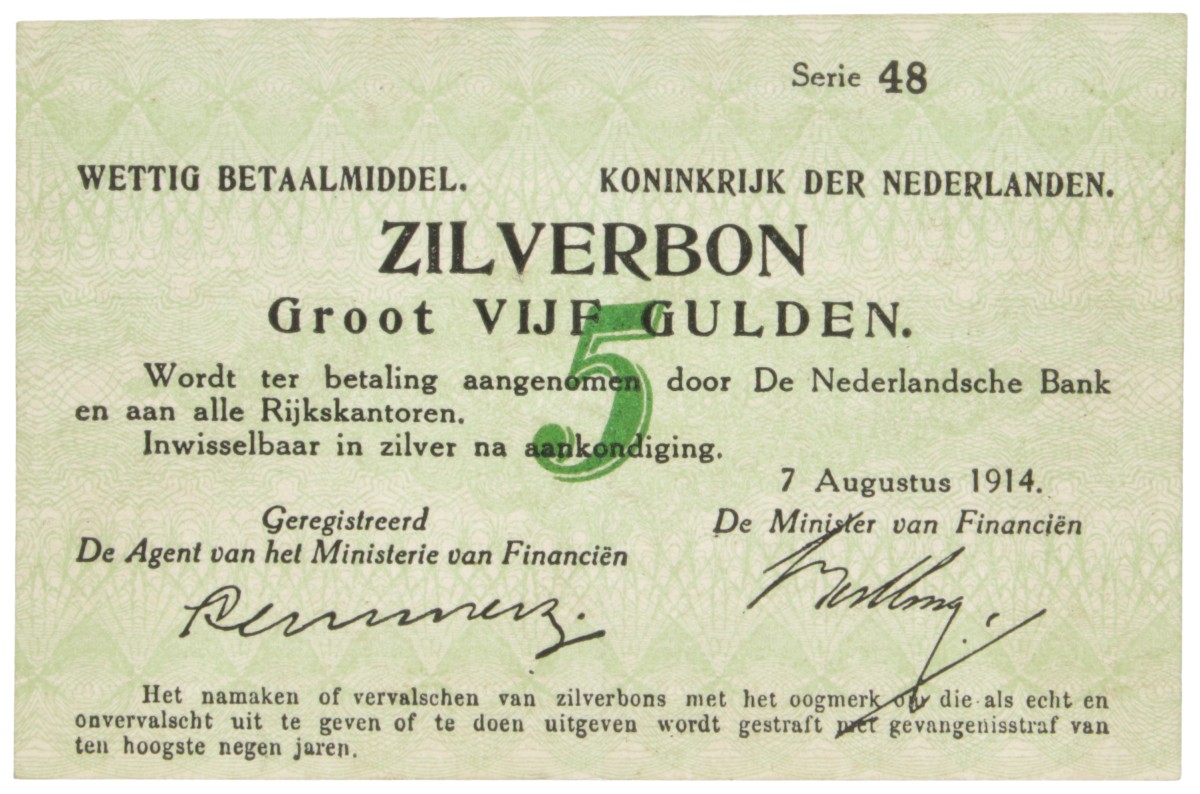 Serie 48
WETTIG BETAALMIDDEL. KONINKRIJK DER NEDERLANDEN.
ZILVERBON
Groot VIJF GULDEN.
5
Wordt ter betaling aangenomen door De Nederlandsche Bank
en aan alle Rijkskantoren.
Inwisselbaar in zilver na aankondiging.
7 Augustus 1914.
Geregistreerd
De Agent van het Ministerie van Financiën
De Minister van Financiën
Het namaken of vervalschen van zilverbons met het oogmerk om die als echt en
onvervalscht uit te geven of te doen uitgeven wordt gestraft met gevangenisstraf van
ten hoogste negen jaren.